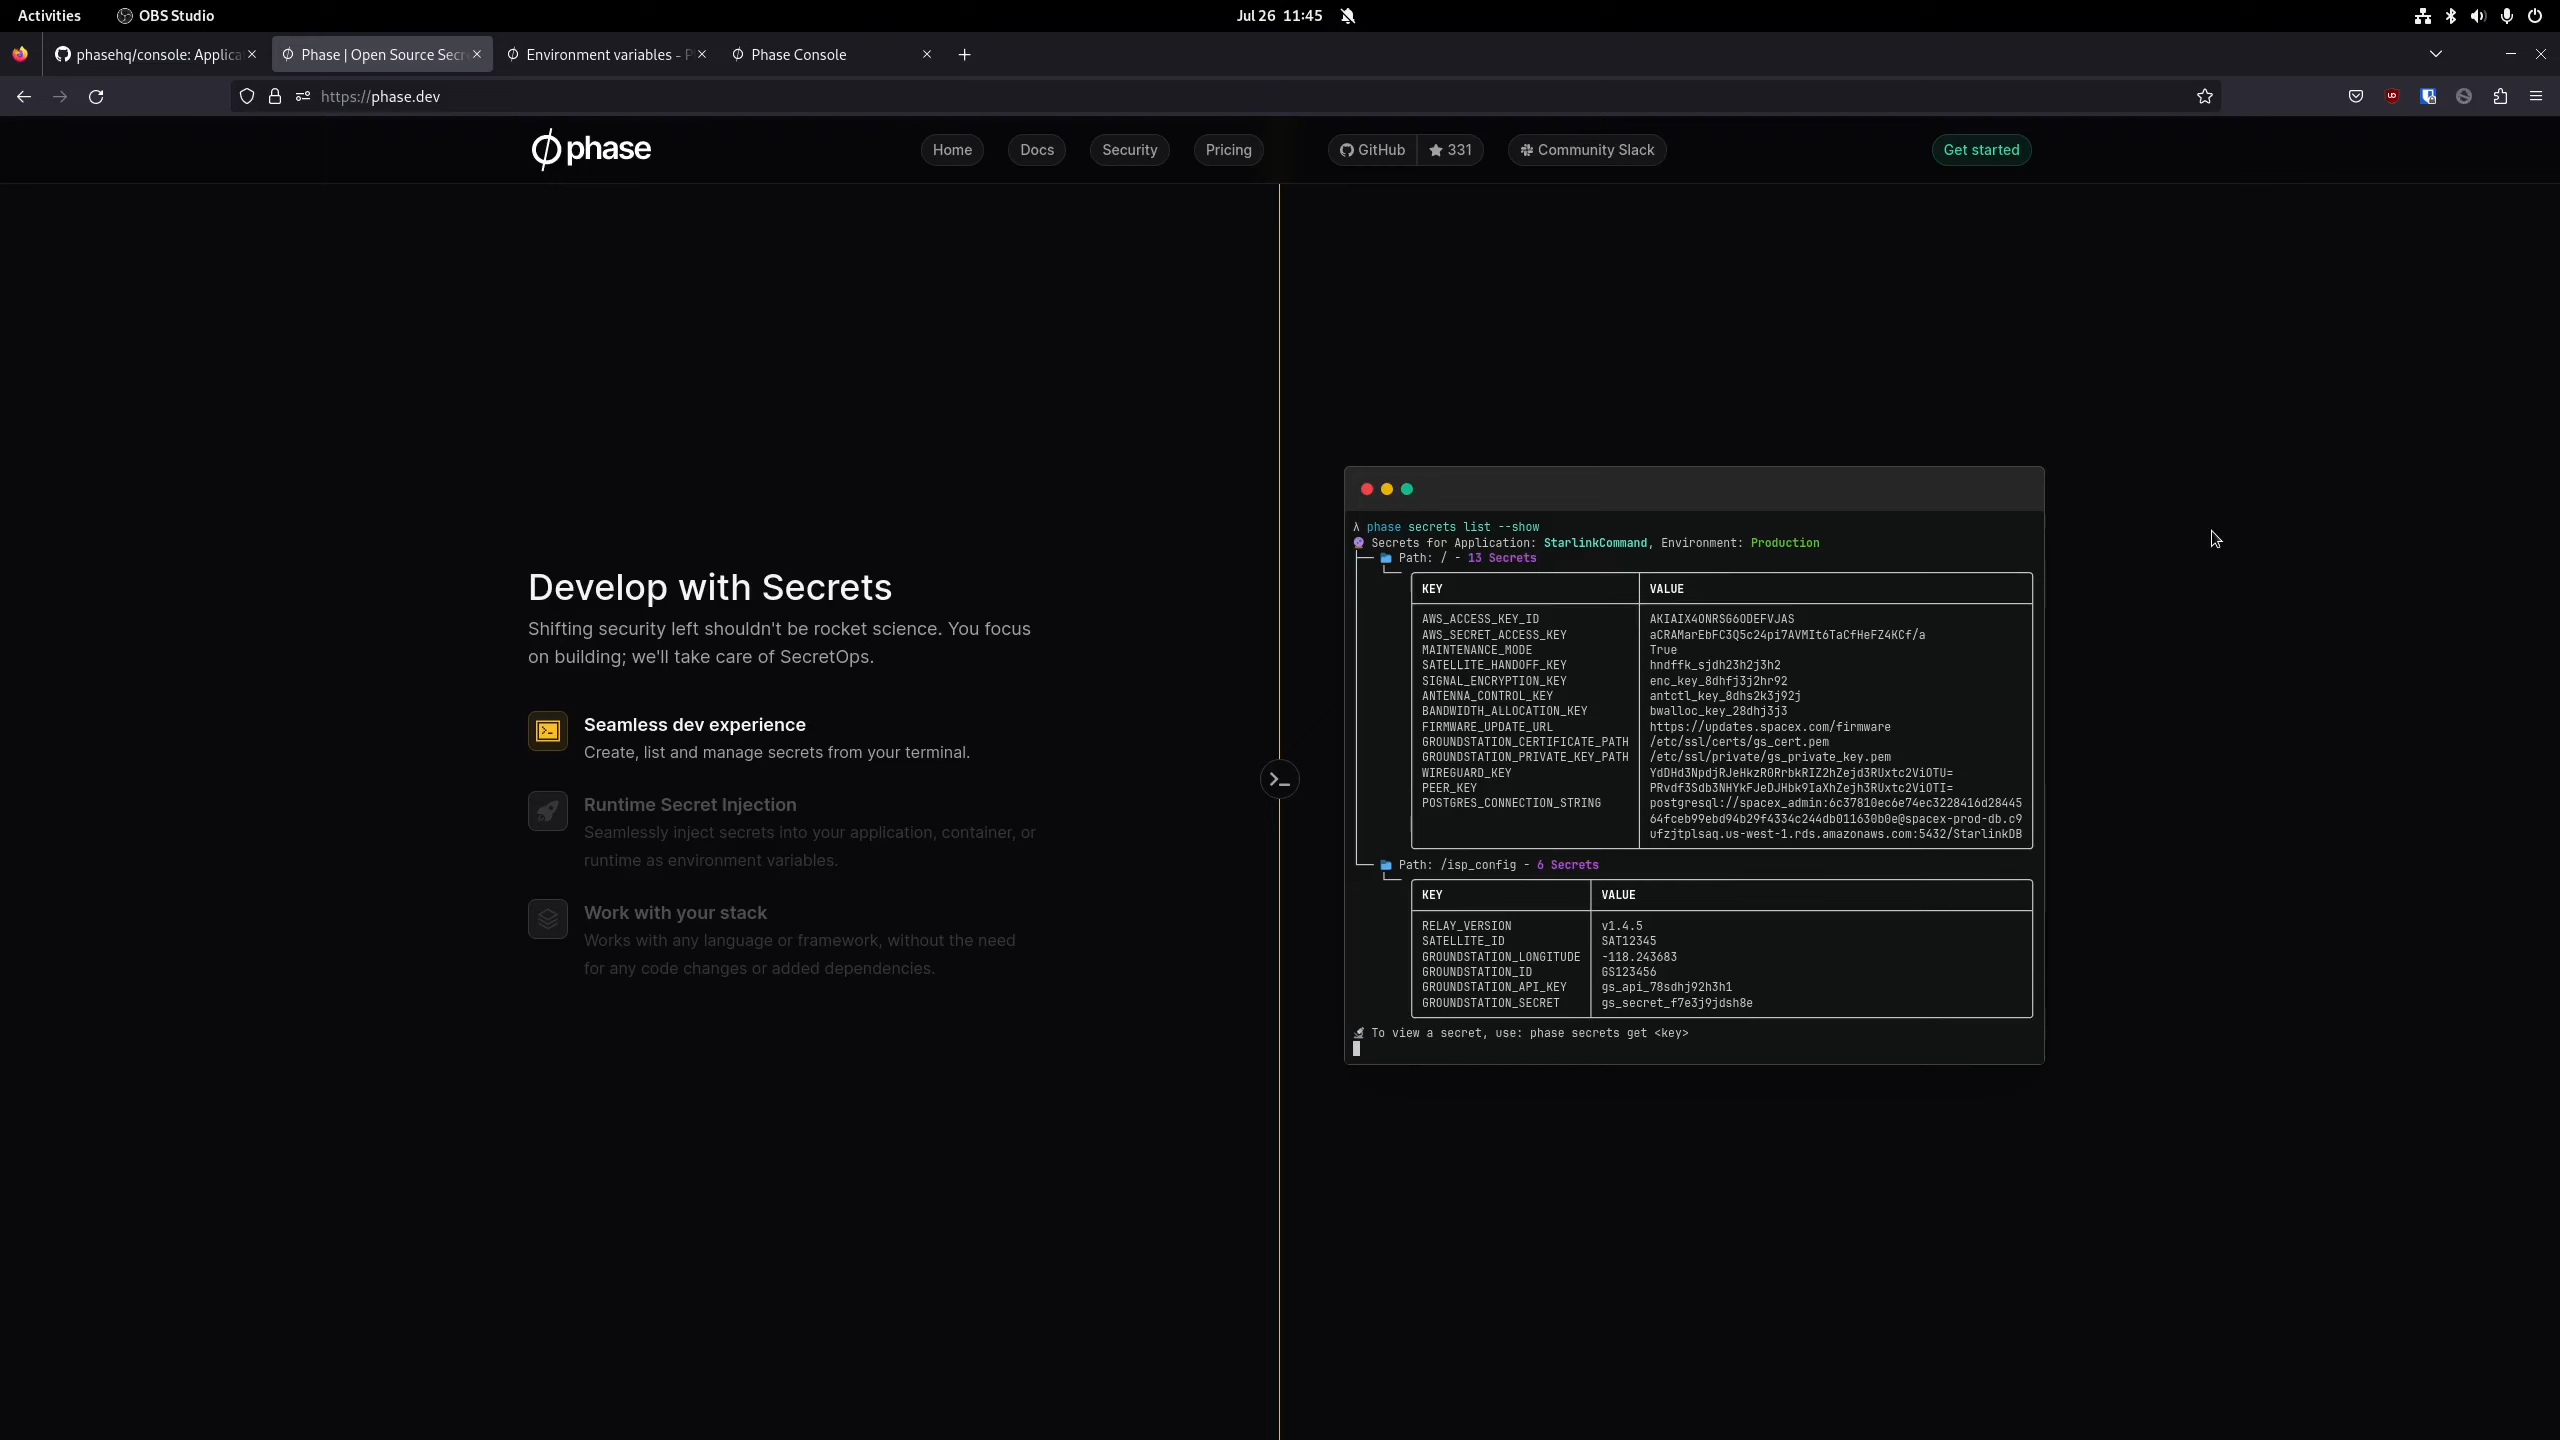 Activities
OBS Studio
Jul 26 11:45
phasehq/console: Applica
Phase | Open Source Secr
Environment variables - P
Phase Console
https://phase.dev
phase
Home
Docs
Security
Pricing
GitHub
331
Community Slack
Get started
Develop with Secrets
Shifting security left shouldn't be rocket science. You focus
on building; we'll take care of SecretOps.
Seamless dev experience
Create, list and manage secrets from your terminal.
Runtime Secret Injection
Seamlessly inject secrets into your application, container, or
runtime as environment variables.
Work with your stack
Works with any language or framework, without the need
for any code changes or added dependencies.
λ phase secrets list --show
Secrets for Application: StarlinkCommand, Environment: Production
Path: / - 13 Secrets
KEY VALUE
AWS_ACCESS_KEY_ID AKIAIX4ONRSG6ODEFVJAS
AWS_SECRET_ACCESS_KEY aCRAMarEbFC3Q5c24pi7AVMIt6TaCfHeFZ4KCf/a
MAINTENANCE_MODE True
SATELLITE_HANDOFF_KEY hndffk_sjdh23h2j3h2
SIGNAL_ENCRYPTION_KEY enc_key_8dhfj3j2hr92
ANTENNA_CONTROL_KEY antctl_key_8dhs2k3j92j
BANDWIDTH_ALLOCATION_KEY bwalloc_key_28dhj3j3
FIRMWARE_UPDATE_URL https://updates.spacex.com/firmware
GROUNDSTATION_CERTIFICATE_PATH /etc/ssl/certs/gs_cert.pem
GROUNDSTATION_PRIVATE_KEY_PATH /etc/ssl/private/gs_private_key.pem
WIREGUARD_KEY YdDHd3NpdjRJeHkzR0RrbkRIZ2hZejd3RUxtc2ViOTU=
PEER_KEY PRvdf3Sdb3NHYkFJeDJHbk9IaXhZejh3RUxtc2ViOTI=
POSTGRES_CONNECTION_STRING postgresql://spacex_admin:6c37810ec6e74ec3228416d28445
64fceb99ebd94b29f4334c244db011630b0e@spacex-prod-db.c9
ufzjtplsaq.us-west-1.rds.amazonaws.com:5432/StarlinkDB
Path: /isp_config - 6 Secrets
KEY VALUE
RELAY_VERSION v1.4.5
SATELLITE_ID SAT12345
GROUNDSTATION_LONGITUDE -118.243683
GROUNDSTATION_ID GS123456
GROUNDSTATION_API_KEY gs_api_78sdhj92h3h1
GROUNDSTATION_SECRET gs_secret_f7e3j9jdsh8e
To view a secret, use: phase secrets get <key>